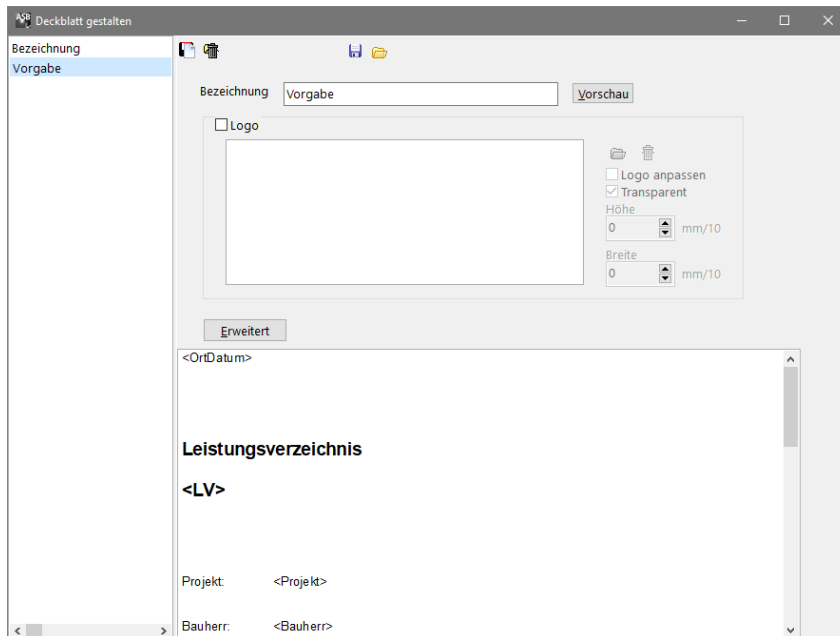 ASB Deckblatt gestalten
Bezeichnung
Vorgabe
Bezeichnung Vorgabe Vorschau
Logo
Logo anpassen
Transparent
Höhe
0 mm/10
Breite
0 mm/10
Erweitert
<OrtDatum>
Leistungsverzeichnis
<LV>
Projekt: <Projekt>
Bauherr: <Bauherr>